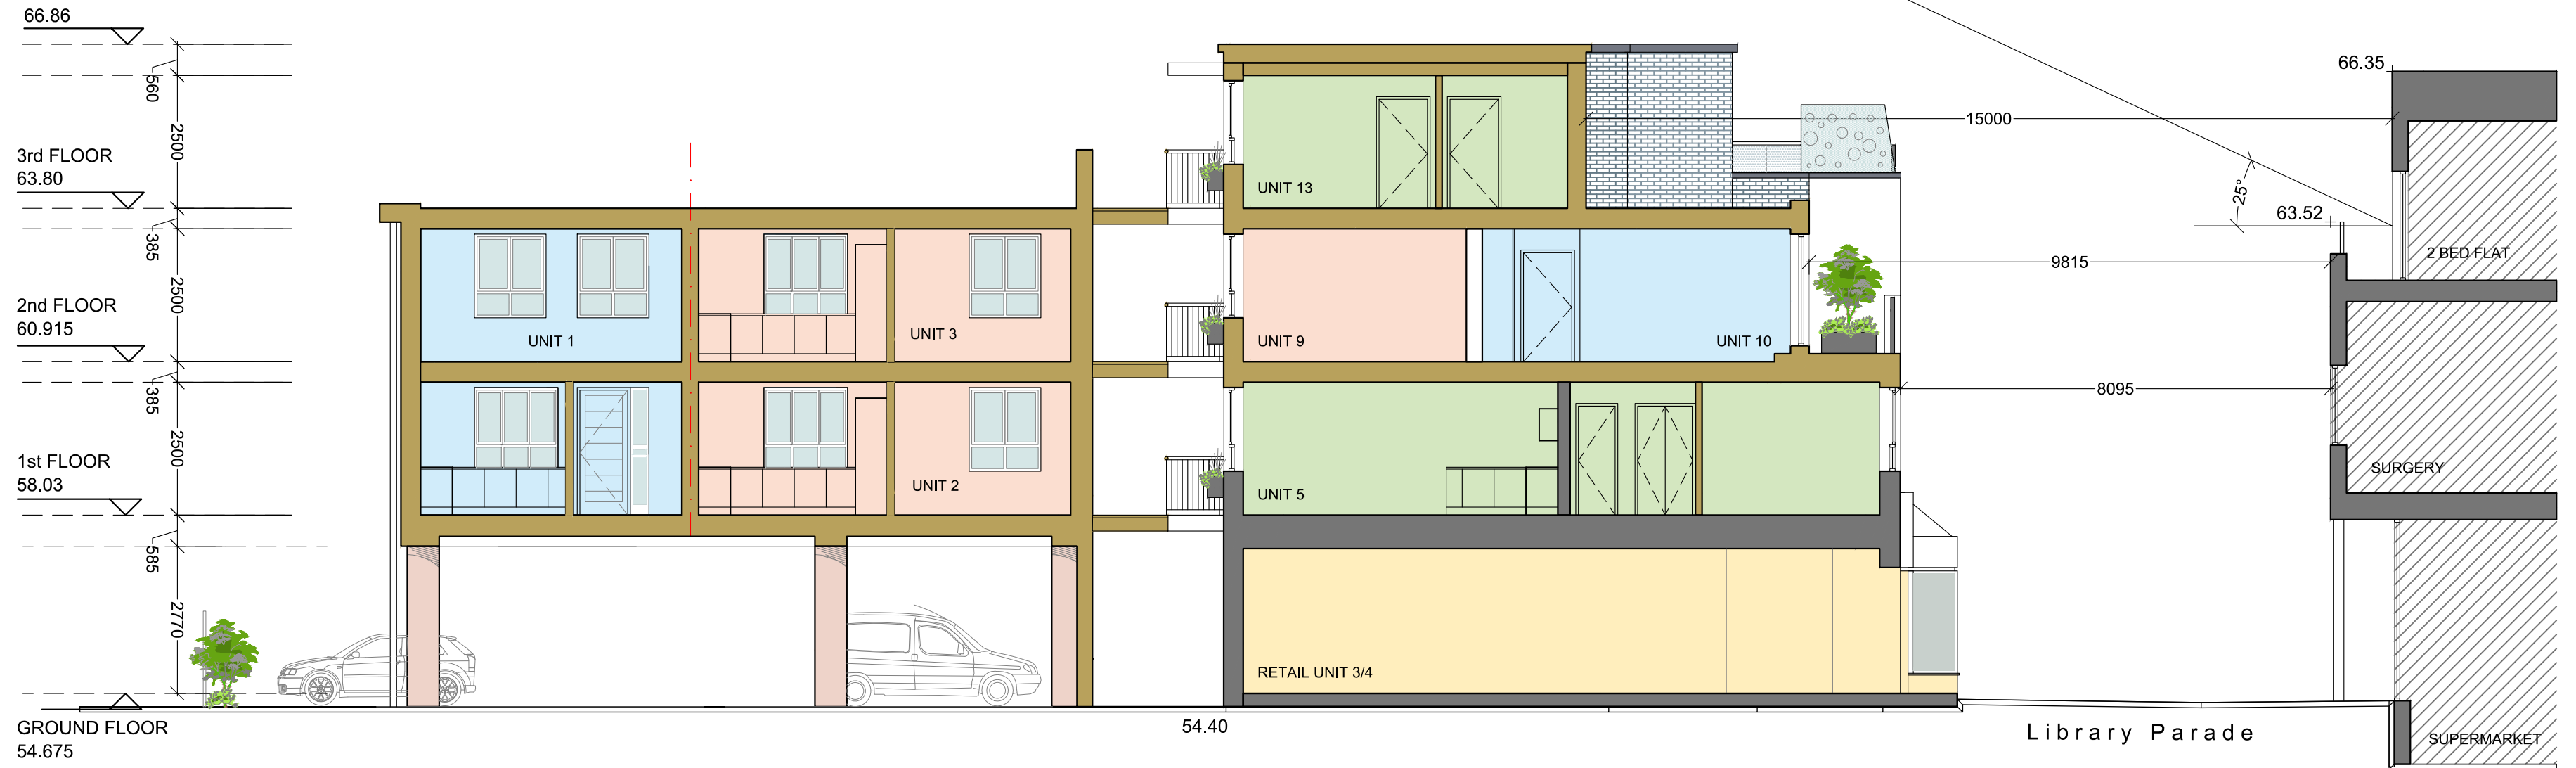 66.86
560
2500
3rd FLOOR
63.80
385
2500
2nd FLOOR
60.915
385
2500
1st FLOOR
58.03
585
2770
GROUND FLOOR
54.675
UNIT 1
UNIT 3
UNIT 2
UNIT 13
UNIT 9
UNIT 10
UNIT 5
RETAIL UNIT 3/4
54.40
15000
9815
8095
25°
66.35
63.52
2 BED FLAT
SURGERY
SUPERMARKET
Library Parade